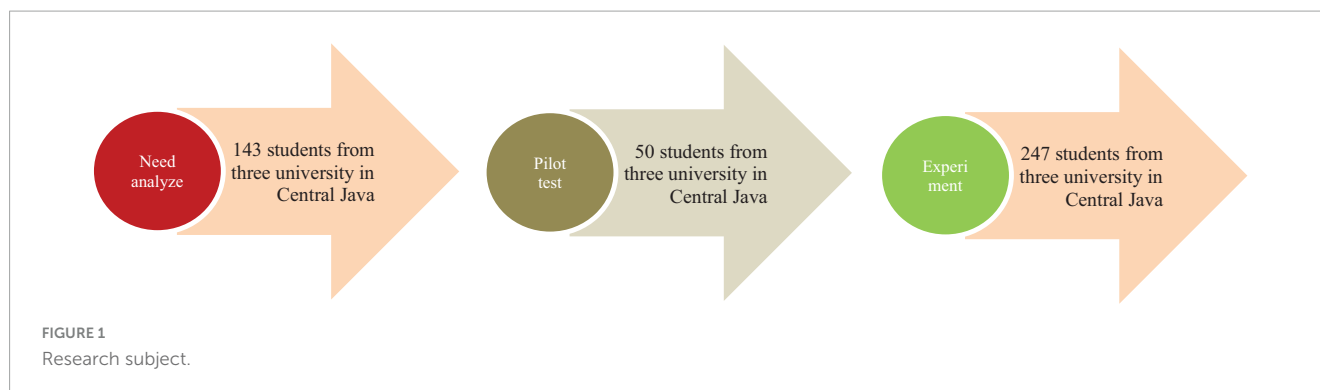 Need
analyze
143 students from
three university in
Central Java
Pilot
test
50 students from
three university in
Central Java
Experi
ment
247 students from
three university in
Central Java
FIGURE 1
Research subject.